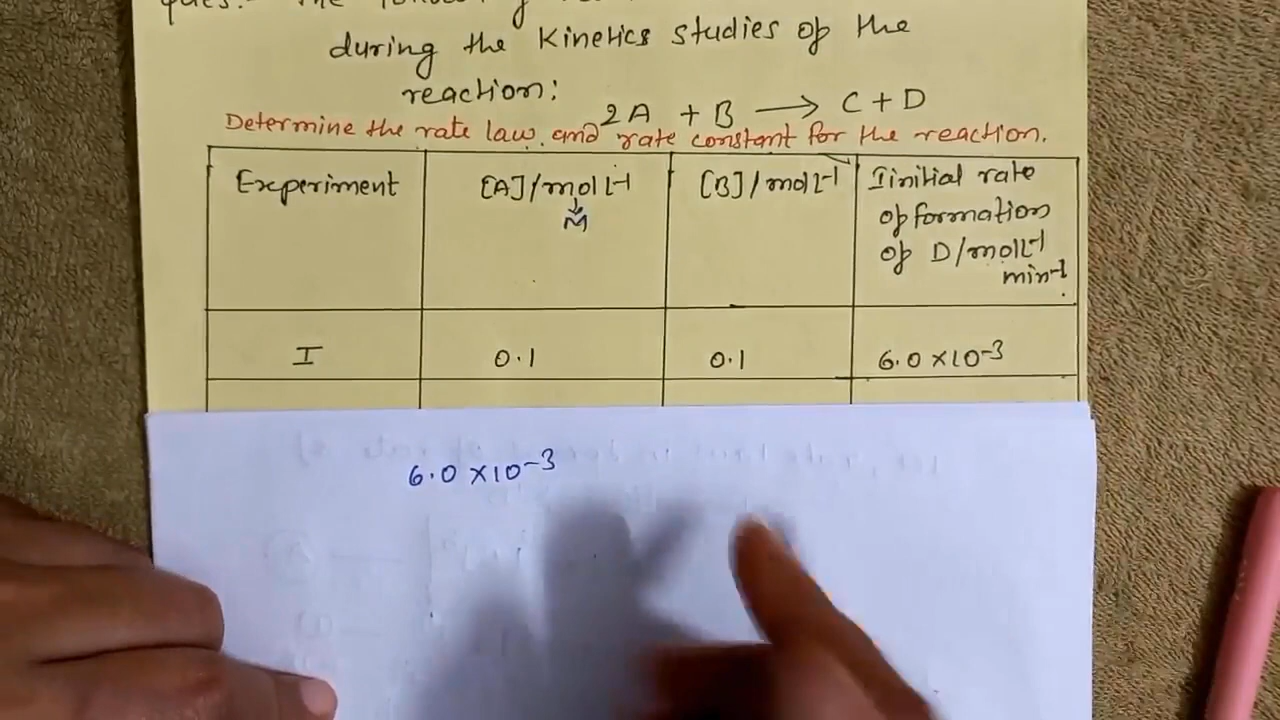 during the kinetics studies of the
reaction:
2A + B ⟶ C + D
Determine the rate law and rate constant for the reaction.
Experiment [A]/mol L⁻¹ [B]/mol L⁻¹ Iinitial rate
M of formation
of D/mol L⁻¹
min⁻¹
I 0.1 0.1 6.0 × 10⁻³
6.0 × 10⁻³